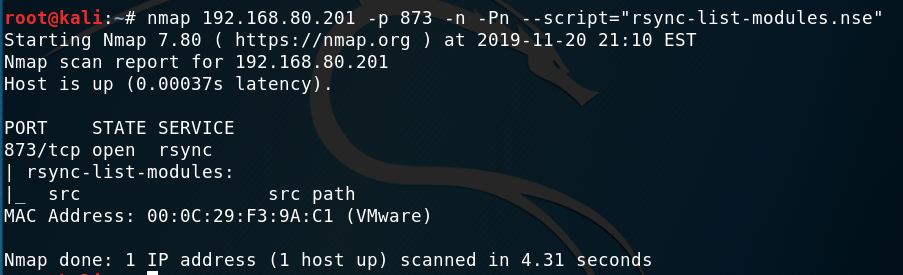 root@kali:~# nmap 192.168.80.201 -p 873 -n -Pn --script="rsync-list-modules.nse"
Starting Nmap 7.80 ( https://nmap.org ) at 2019-11-20 21:10 EST
Nmap scan report for 192.168.80.201
Host is up (0.00037s latency).

PORT    STATE SERVICE
873/tcp open  rsync
| rsync-list-modules:
|_  src                 src path
MAC Address: 00:0C:29:F3:9A:C1 (VMware)

Nmap done: 1 IP address (1 host up) scanned in 4.31 seconds